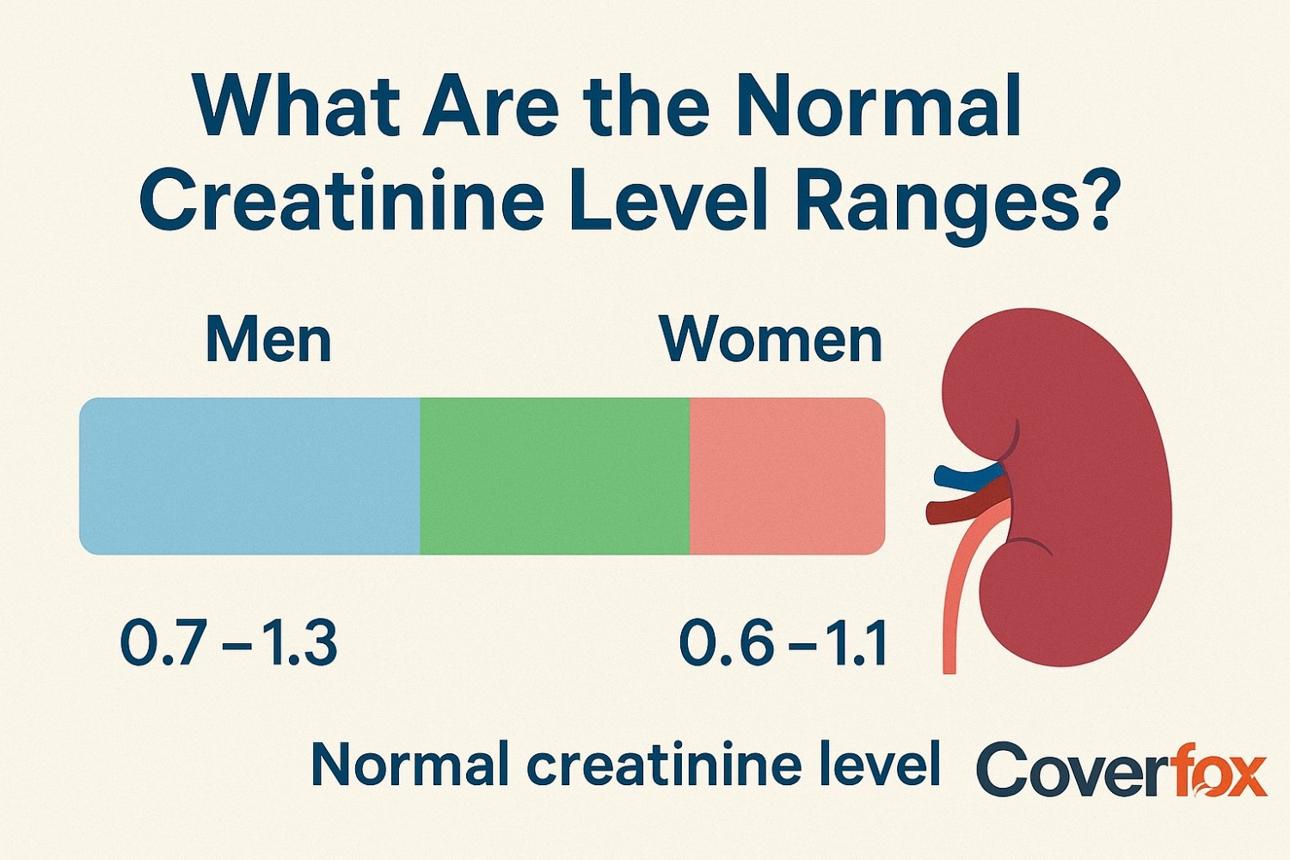 What Are the Normal
Creatinine Level Ranges?
Men
Women
0.7 – 1.3
0.6 – 1.1
Normal creatinine level
Coverfox